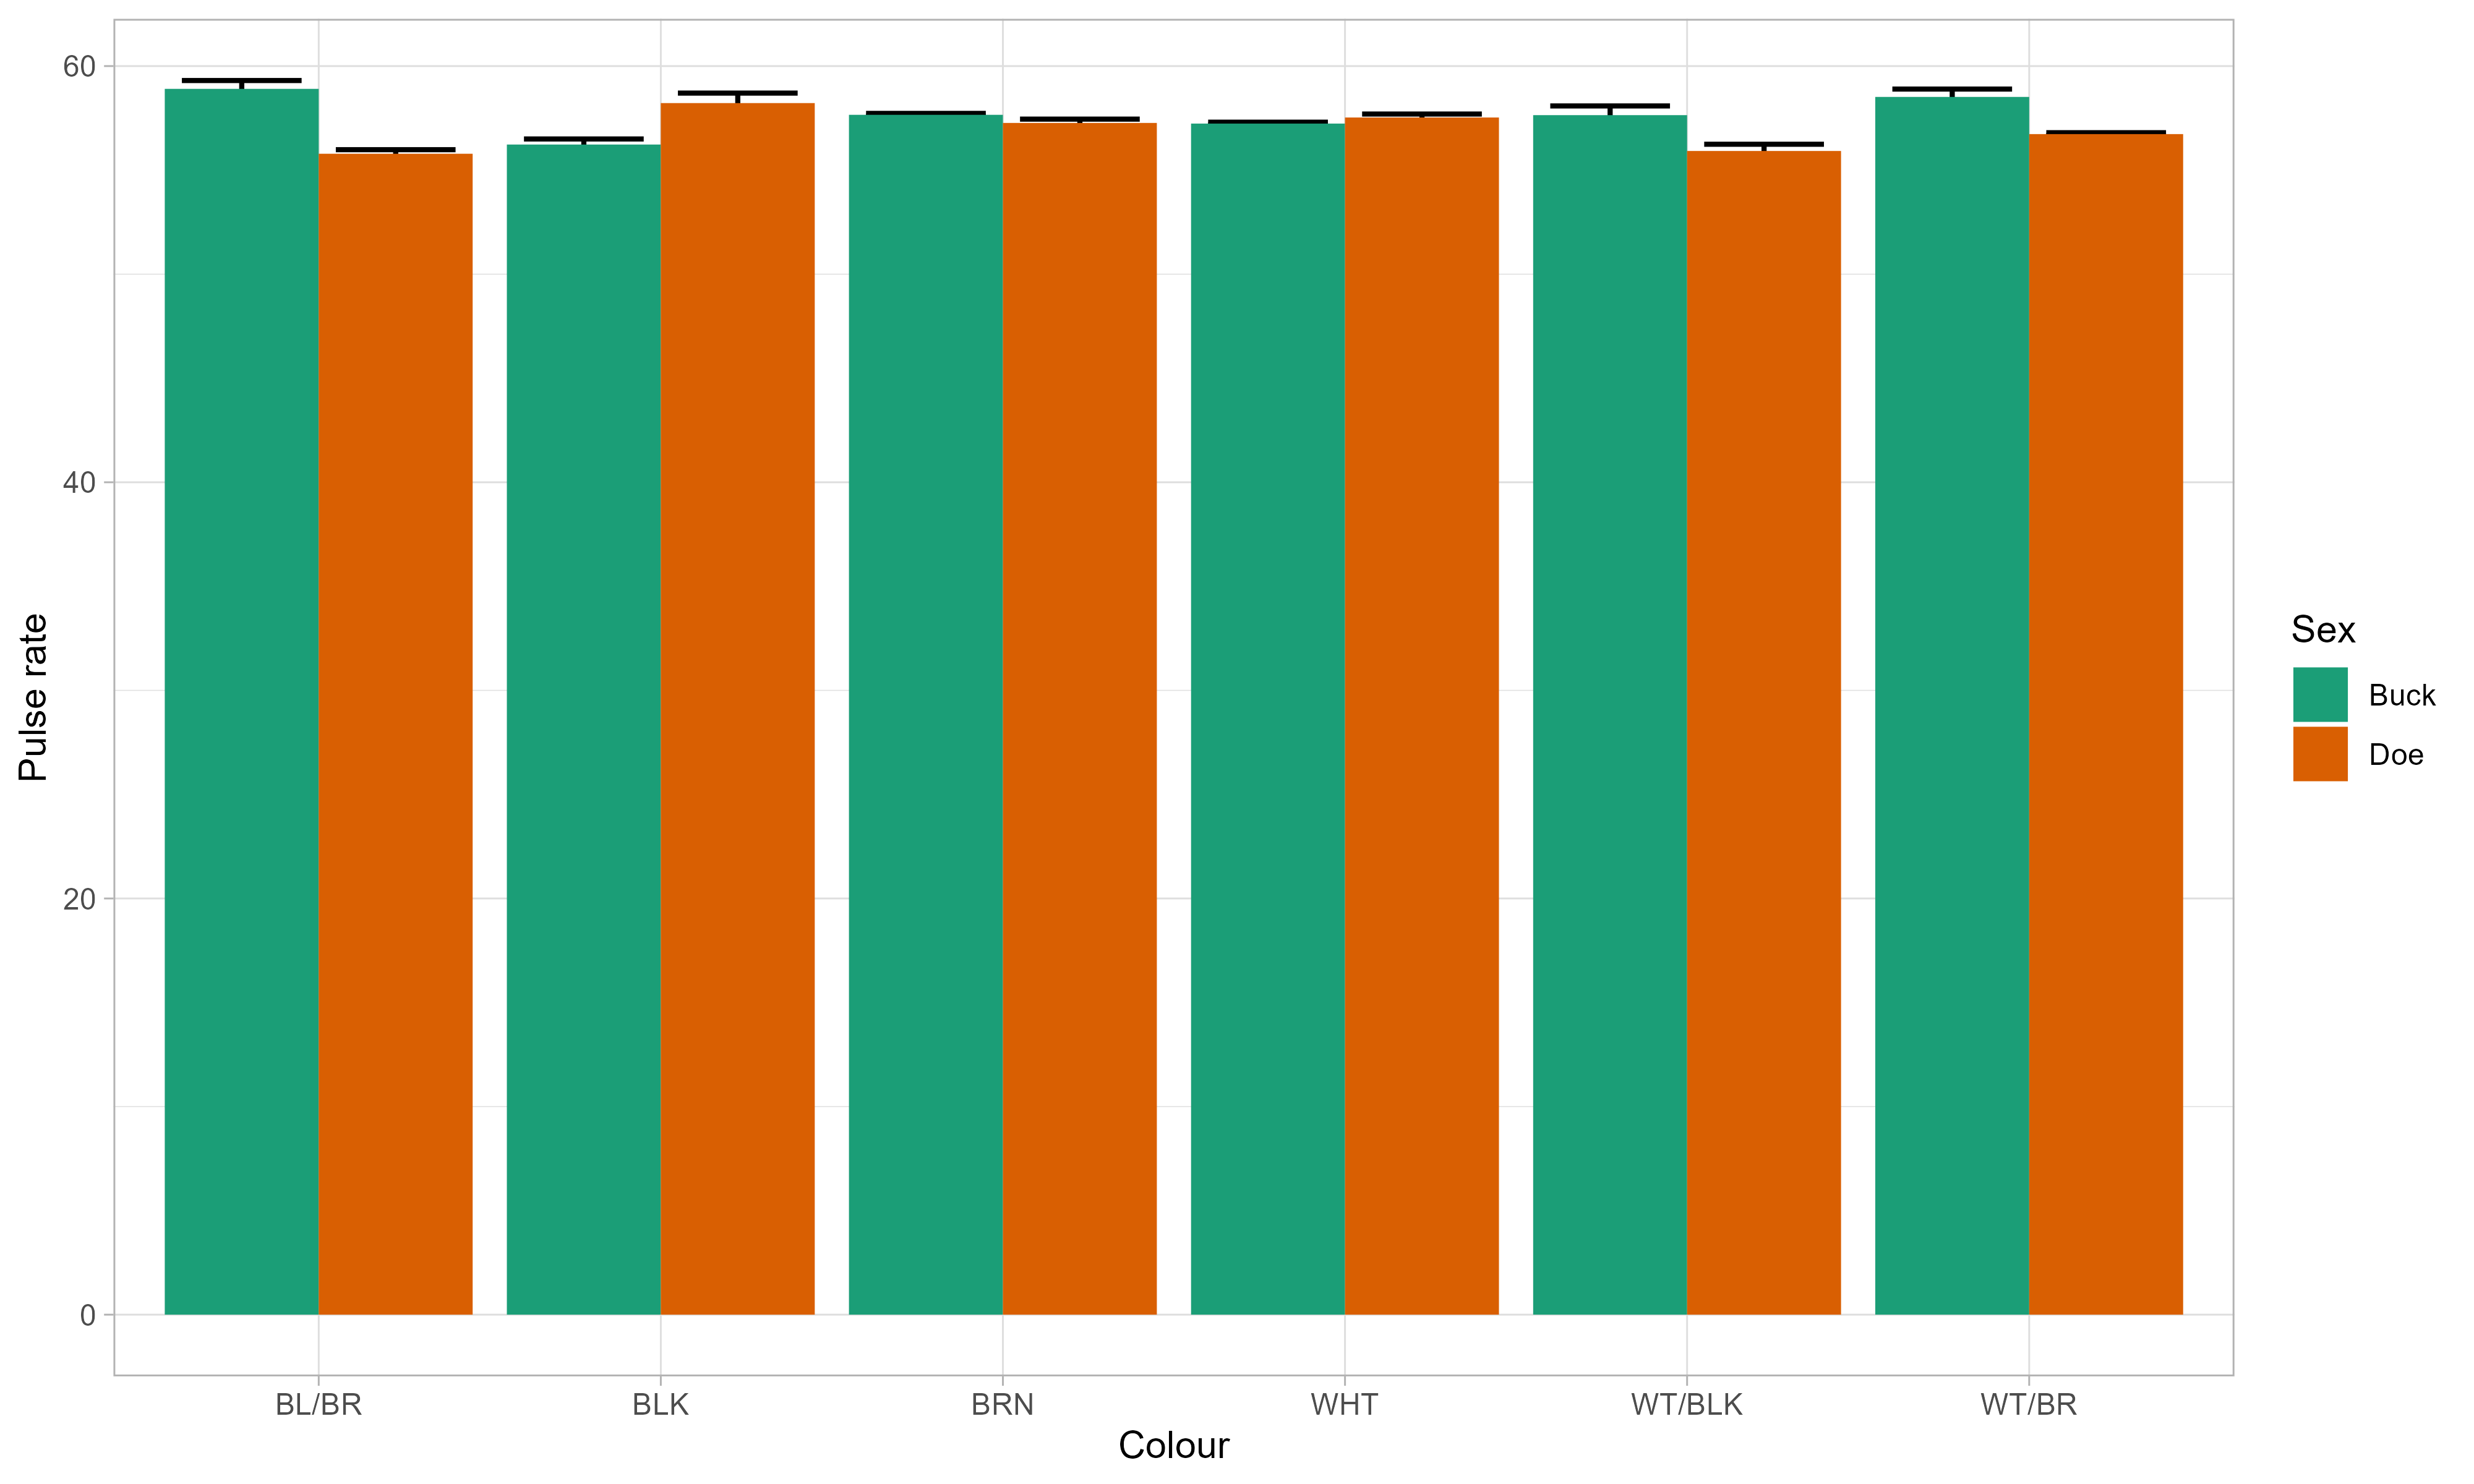 60
40
20
0
Pulse rate
BL/BR
BLK
BRN
WHT
WT/BLK
WT/BR
Colour
Sex
Buck
Doe